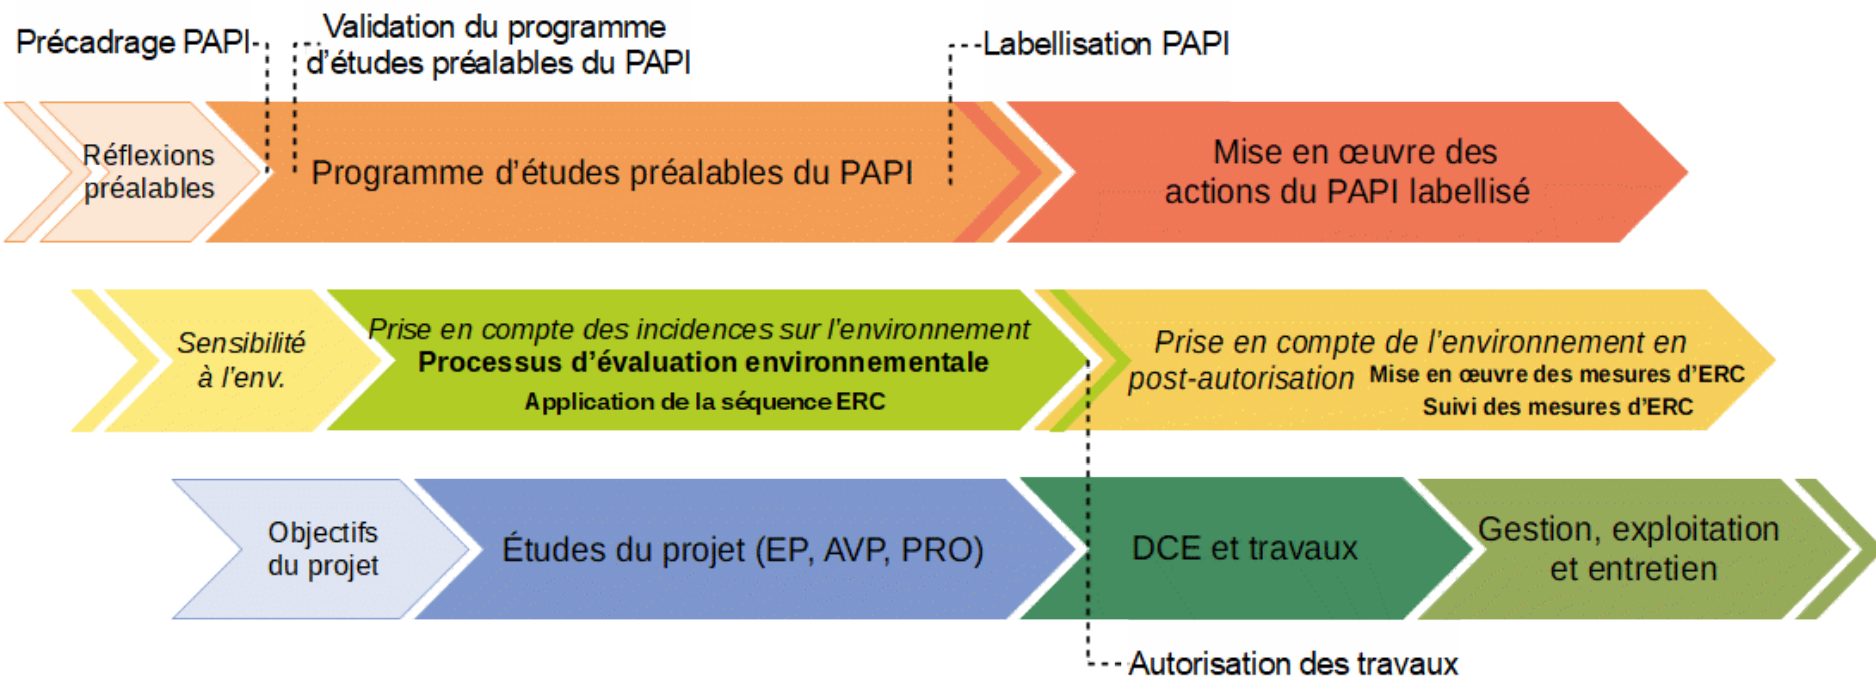 Précadrage PAPI
Validation du programme
d'études préalables du PAPI
Labellisation PAPI
Réflexions
préalables
Programme d'études préalables du PAPI
Mise en œuvre des
actions du PAPI labellisé
Sensibilité
à l'env.
Prise en compte des incidences sur l'environnement
Processus d'évaluation environnementale
Application de la séquence ERC
Prise en compte de l'environnement en
post-autorisation Mise en œuvre des mesures d'ERC
Suivi des mesures d'ERC
Objectifs
du projet
Études du projet (EP, AVP, PRO)
DCE et travaux
Gestion, exploitation
et entretien
Autorisation des travaux